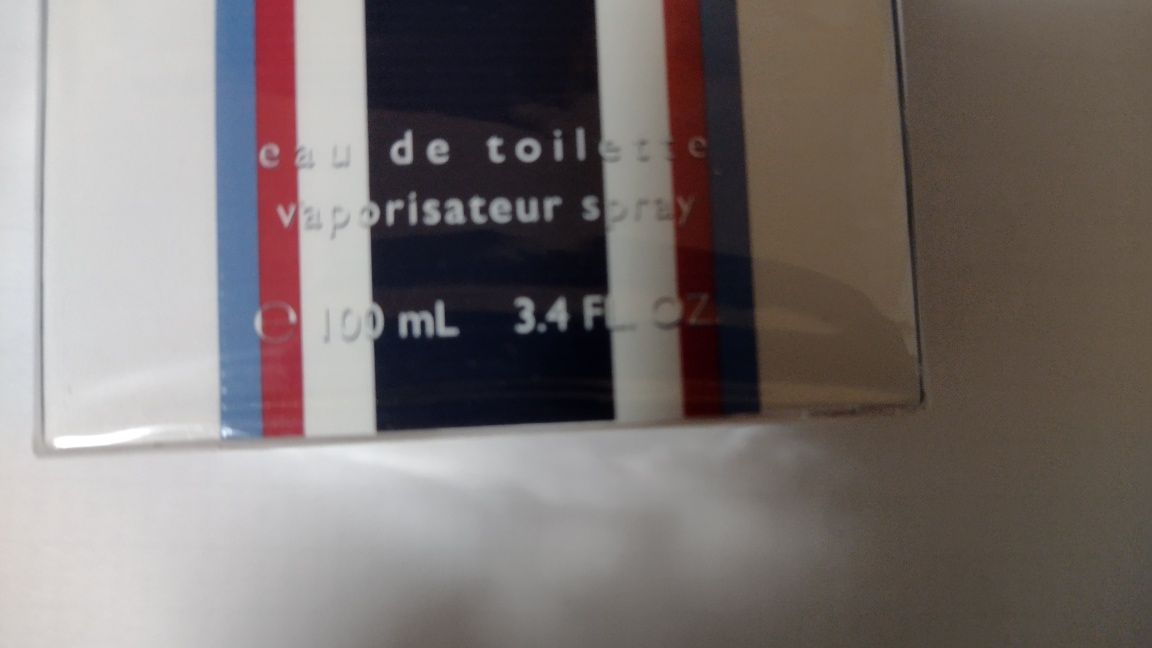 eau de toilette
vaporisateur spray
℮ 100 mL 3.4 FL. OZ.